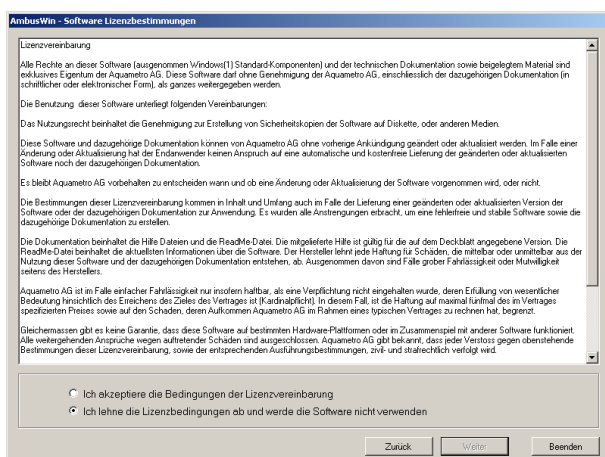 AmbusWin - Software Lizenzbestimmungen
Lizenzvereinbarung
Alle Rechte an dieser Software (ausgenommen Windows(1) Standard-Komponenten) und der technischen Dokumentation sowie beigelegtem Material sind
exklusives Eigentum der Aquametro AG. Diese Software darf ohne Genehmigung der Aquametro AG, einschliesslich der dazugehörigen Dokumentation (in
schriftlicher oder elektronischer Form), als ganzes weitergegeben werden.
Die Benutzung dieser Software unterliegt folgenden Vereinbarungen:
Das Nutzungsrecht beinhaltet die Genehmigung zur Erstellung von Sicherheitskopien der Software auf Diskette, oder anderen Medien.
Diese Software und dazugehörige Dokumentation können von Aquametro AG ohne vorherige Ankündigung geändert oder aktualisiert werden. Im Falle einer
Änderung oder Aktualisierung hat der Endanwender keinen Anspruch auf eine automatische und kostenfreie Lieferung der geänderten oder aktualisierten
Software noch der dazugehörigen Dokumentation.
Es bleibt Aquametro AG vorbehalten zu entscheiden wann und ob eine Änderung oder Aktualisierung der Software vorgenommen wird, oder nicht.
Die Bestimmungen dieser Lizenzvereinbarung kommen in Inhalt und Umfang auch im Falle der Lieferung einer geänderten oder aktualisierten Version der
Software oder der dazugehörigen Dokumentation zur Anwendung. Es wurden alle Anstrengungen erbracht, um eine fehlerfreie und stabile Software sowie die
dazugehörige Dokumentation zu erstellen.
Die Dokumentation beinhaltet die Hilfe Dateien und die ReadMe-Datei. Die mitgelieferte Hilfe ist gültig für die auf dem Deckblatt angegebene Version. Die
ReadMe-Datei beinhaltet die aktuellsten Informationen über die Software. Der Hersteller lehnt jede Haftung für Schäden, die mittelbar oder unmittelbar aus der
Nutzung dieser Software und der dazugehörigen Dokumentation entstehen, ab. Ausgenommen davon sind Fälle grober Fahrlässigkeit oder Mutwilligkeit
seitens des Herstellers.
Aquametro AG ist im Falle einfacher Fahrlässigkeit nur insofern haftbar, als eine Verpflichtung nicht eingehalten wurde, deren Erfüllung von wesentlicher
Bedeutung hinsichtlich des Erreichens des Zieles des Vertrages ist (Kardinalpflicht). In diesem Fall, ist die Haftung auf maximal fünfmal des im Vertrages
spezifizierten Preises sowie auf den Schaden, deren Aufkommen Aquametro AG im Rahmen eines typischen Vertrages zu rechnen hat, begrenzt.
Gleichermassen gibt es keine Garantie, dass diese Software auf bestimmten Hardware-Plattformen oder im Zusammenspiel mit anderer Software funktioniert.
Alle weitergehenden Ansprüche wegen auftretender Schäden sind ausgeschlossen. Aquametro AG gibt bekannt, dass jeder Verstoss gegen obenstehende
Bestimmungen dieser Lizenzvereinbarung, sowie der entsprechenden Ausführungsbestimmungen, zivil- und strafrechtlich verfolgt wird.
Ich akzeptiere die Bedingungen der Lizenzvereinbarung
Ich lehne die Lizenzbedingungen ab und werde die Software nicht verwenden
Zurück Weiter Beenden